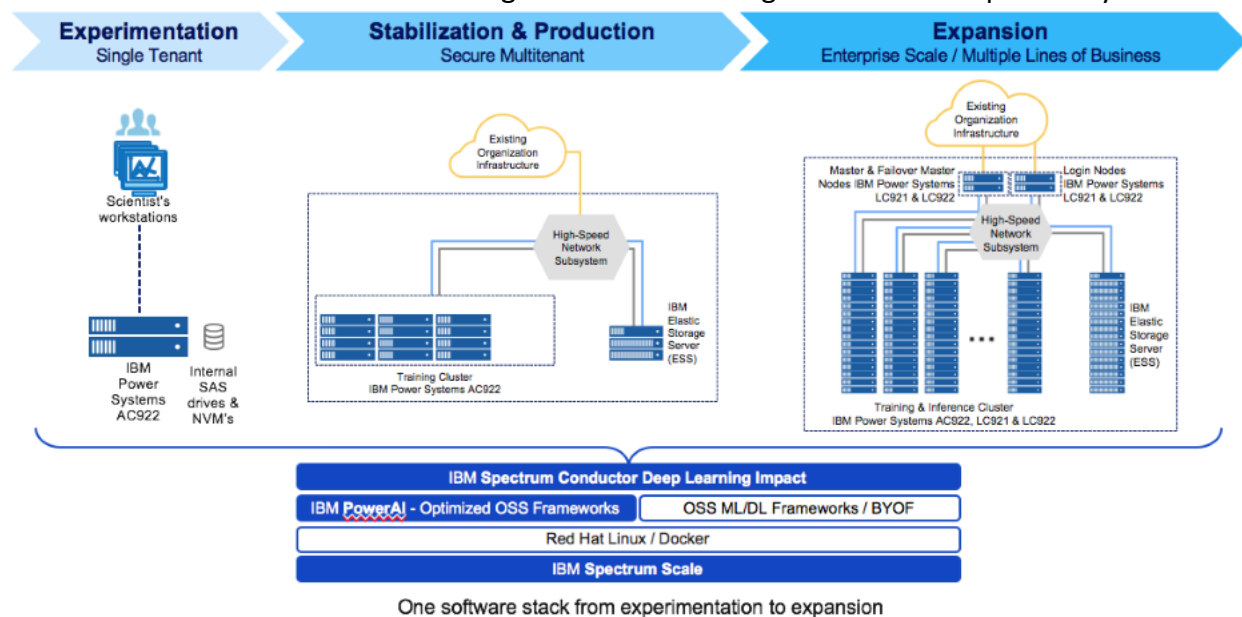 Experimentation
Single Tenant
Stabilization & Production
Secure Multitenant
Expansion
Enterprise Scale / Multiple Lines of Business
Scientist's
workstations
IBM
Power
Systems
AC922
Internal
SAS
drives &
NVM's
Existing
Organization
Infrastructure
High-Speed
Network
Subsystem
Training Cluster
IBM Power Systems AC922
IBM
Elastic
Storage
Server
(ESS)
Existing
Organization
Infrastructure
Master & Failover Master
Nodes IBM Power Systems
LC921 & LC922
Login Nodes
IBM Power Systems
LC921 & LC922
High-Speed
Network
Subsystem
IBM
Elastic
Storage
Server
(ESS)
Training & Inference Cluster
IBM Power Systems AC922, LC921 & LC922
IBM Spectrum Conductor Deep Learning Impact
IBM PowerAI - Optimized OSS Frameworks
OSS ML/DL Frameworks / BYOF
Red Hat Linux / Docker
IBM Spectrum Scale
One software stack from experimentation to expansion